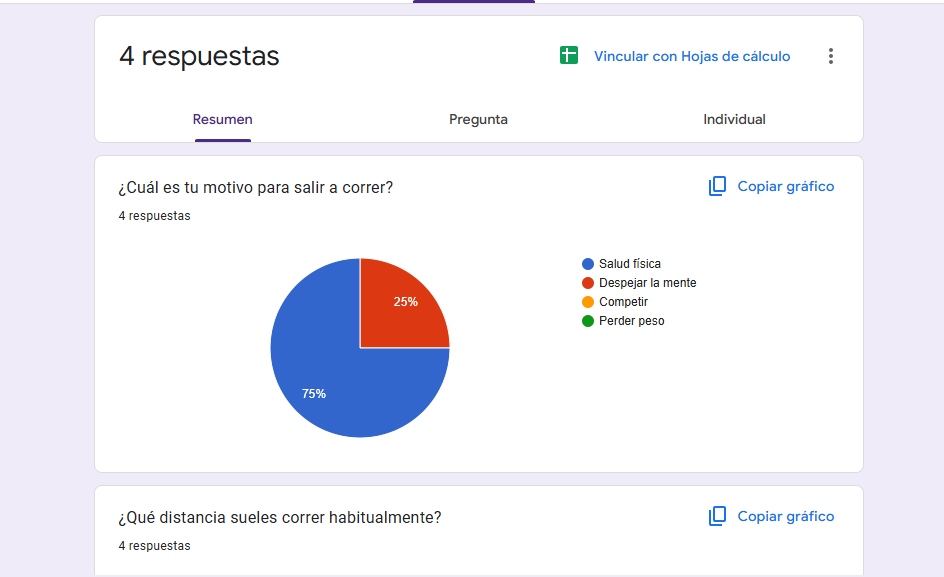 4 respuestas
Vincular con Hojas de cálculo
Resumen
Pregunta
Individual
¿Cuál es tu motivo para salir a correr?
Copiar gráfico
4 respuestas
Salud física
Despejar la mente
Competir
Perder peso
25%
75%
¿Qué distancia sueles correr habitualmente?
Copiar gráfico
4 respuestas